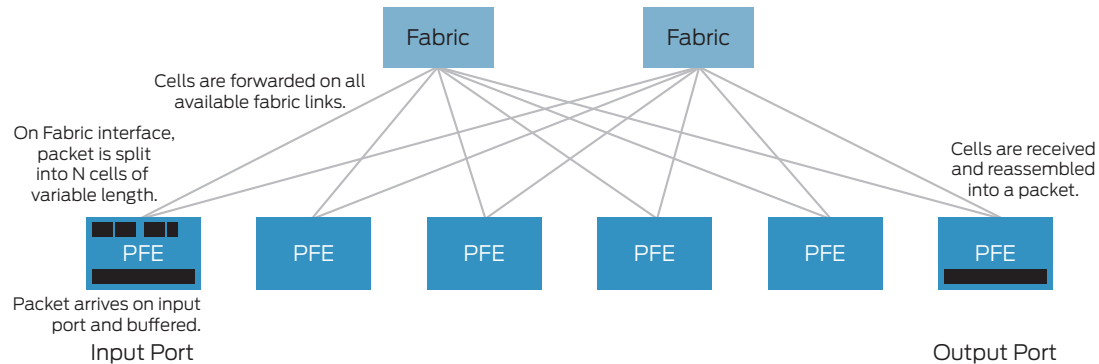 Fabric
Fabric
Cells are forwarded on all
available fabric links.
On Fabric interface,
packet is split
into N cells of
variable length.
Cells are received
and reassembled
into a packet.
PFE
PFE
PFE
PFE
PFE
PFE
Packet arrives on input
port and buffered.
Input Port
Output Port